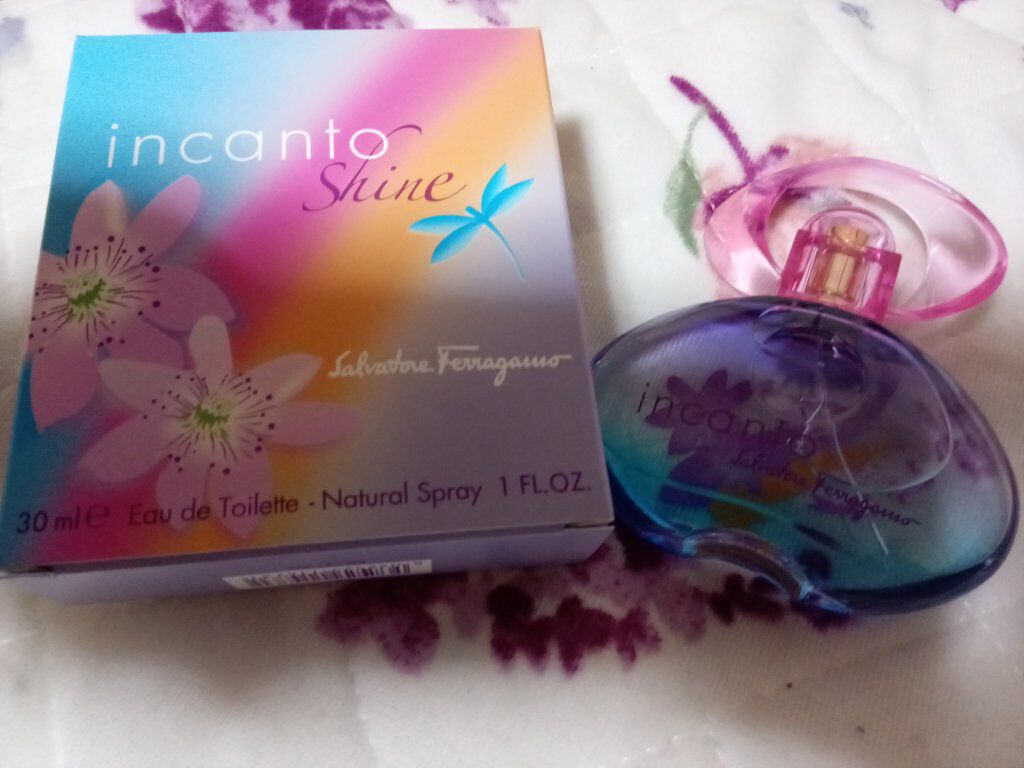 incanto
Shine
Salvatore Ferragamo
30 ml e Eau de Toilette - Natural Spray 1 FL.OZ.
incanto
Salvatore Ferragamo